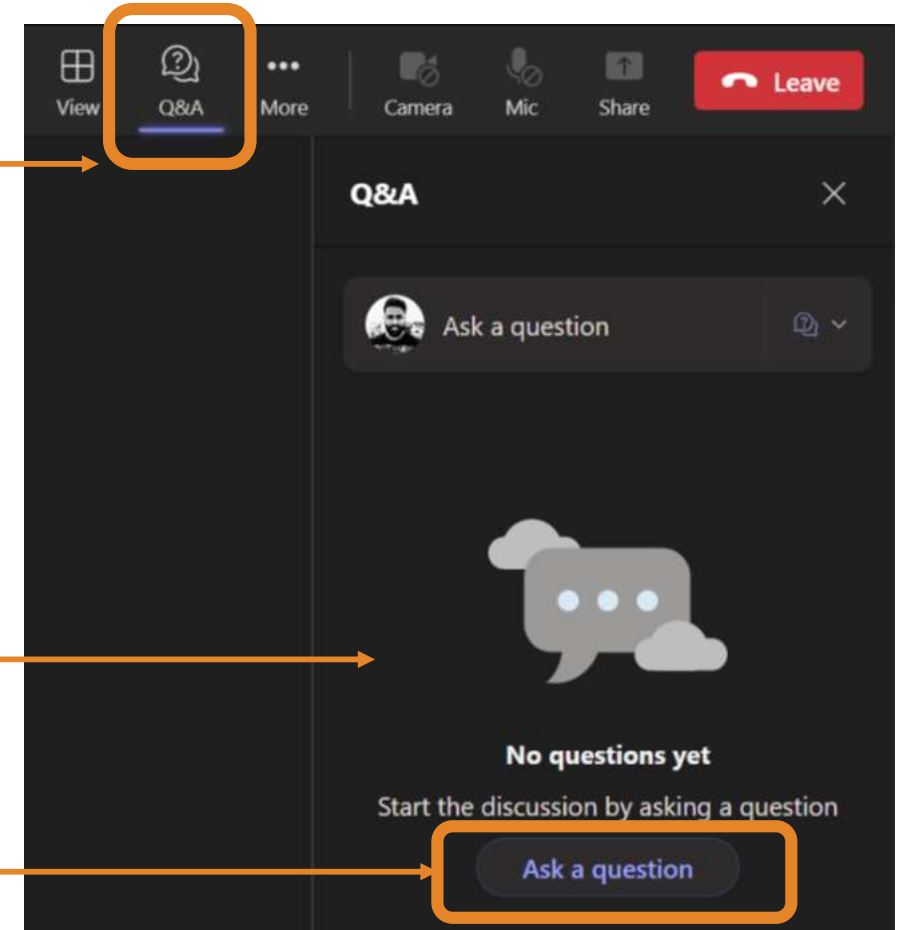 View Q&A More Camera Mic Share Leave
Q&A
Ask a question
No questions yet
Start the discussion by asking a question
Ask a question